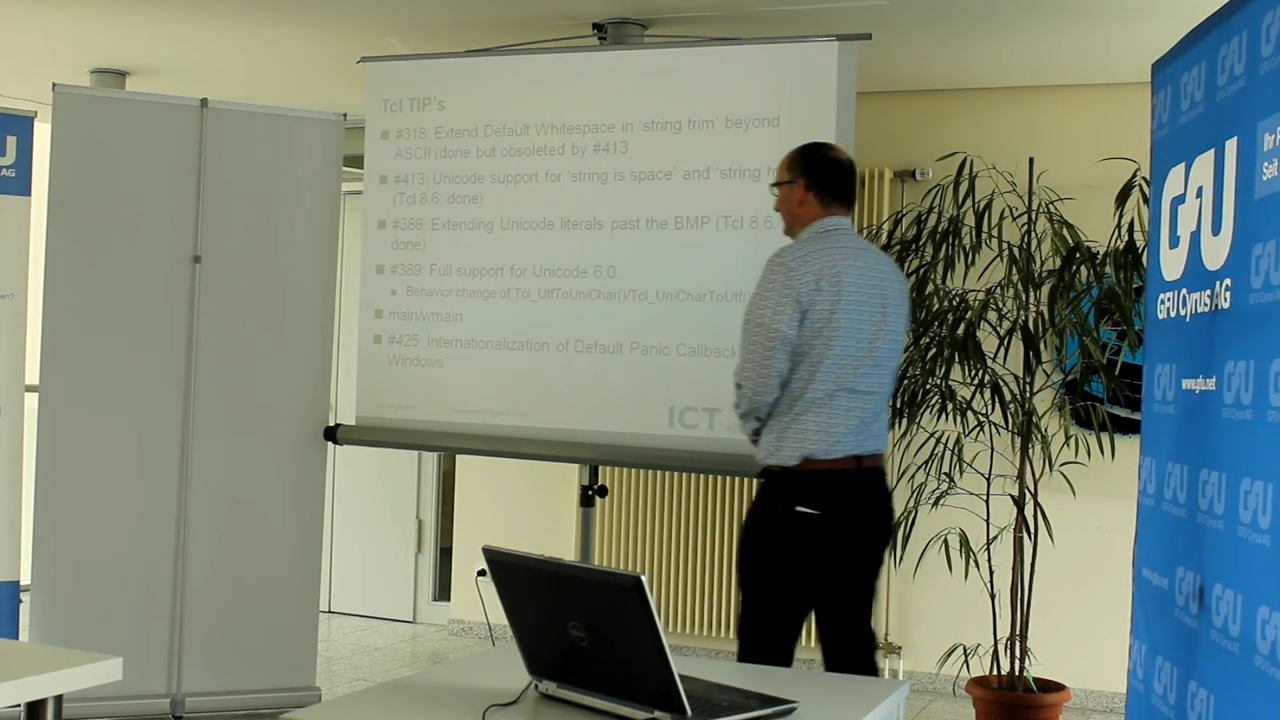 Tcl TIP's
#318: Extend Default Whitespace in 'string trim' beyond
ASCII (done but obsoleted by #413
#413: Unicode support for 'string is space' and 'string
(Tcl 8.6: done)
#388: Extending Unicode literals past the BMP (Tcl 8.6:
done)
#389: Full support for Unicode 6.0.
Behavior change of Tcl_UtfToUniChar()/Tcl_UniCharToUtf()
main/wmain
#425: Internationalization of Default Panic Callback
Windows
ICT
U
AG
Seit
GFU
GFU Cyrus AG
www.gfu.net